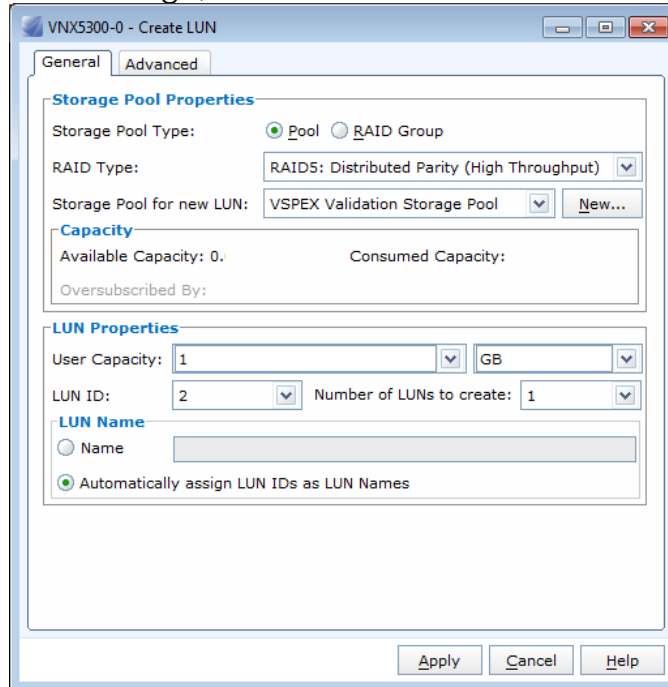 VNX5300-0 - Create LUN
General Advanced
Storage Pool Properties
Storage Pool Type: Pool RAID Group
RAID Type: RAID5: Distributed Parity (High Throughput)
Storage Pool for new LUN: VSPEX Validation Storage Pool New...
Capacity
Available Capacity: 0. Consumed Capacity:
Oversubscribed By:
LUN Properties
User Capacity: 1 GB
LUN ID: 2 Number of LUNs to create: 1
LUN Name
Name
Automatically assign LUN IDs as LUN Names
Apply Cancel Help